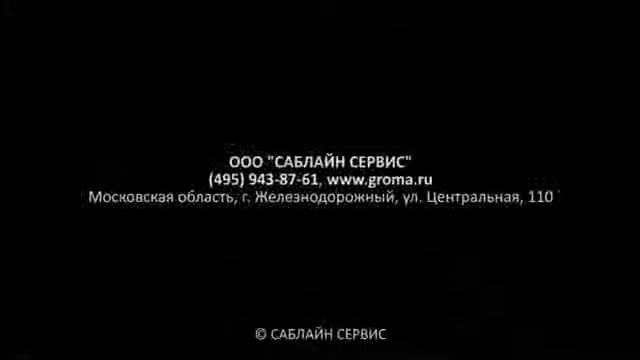 ООО "САБЛАЙН СЕРВИС"
(495) 943-87-61, www.groma.ru
Московская область, г. Железнодорожный, ул. Центральная, 110
© САБЛАЙН СЕРВИС